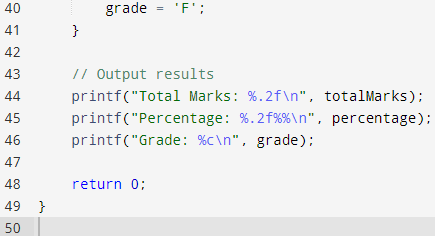 40          grade = 'F';
41      }
42
43      // Output results
44      printf("Total Marks: %.2f\n", totalMarks);
45      printf("Percentage: %.2f%%\n", percentage);
46      printf("Grade: %c\n", grade);
47
48      return 0;
49  }
50